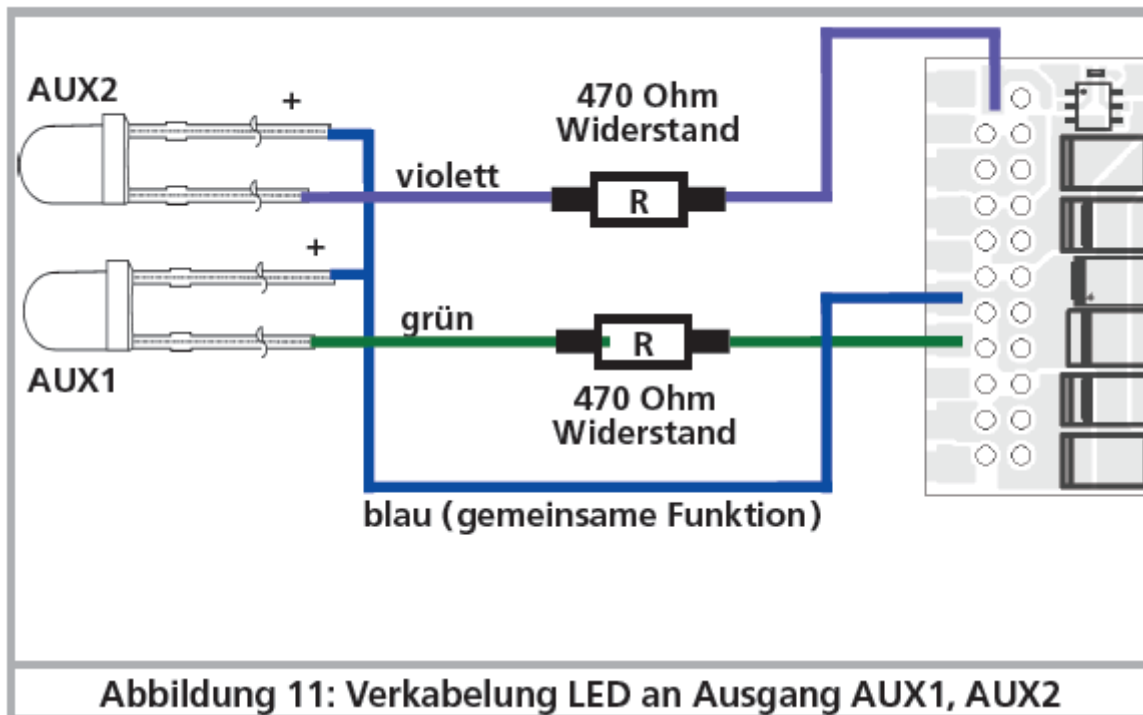 AUX2
+
470 Ohm
Widerstand
violett
R
+
grün
R
AUX1
470 Ohm
Widerstand
blau (gemeinsame Funktion)
Abbildung 11: Verkabelung LED an Ausgang AUX1, AUX2